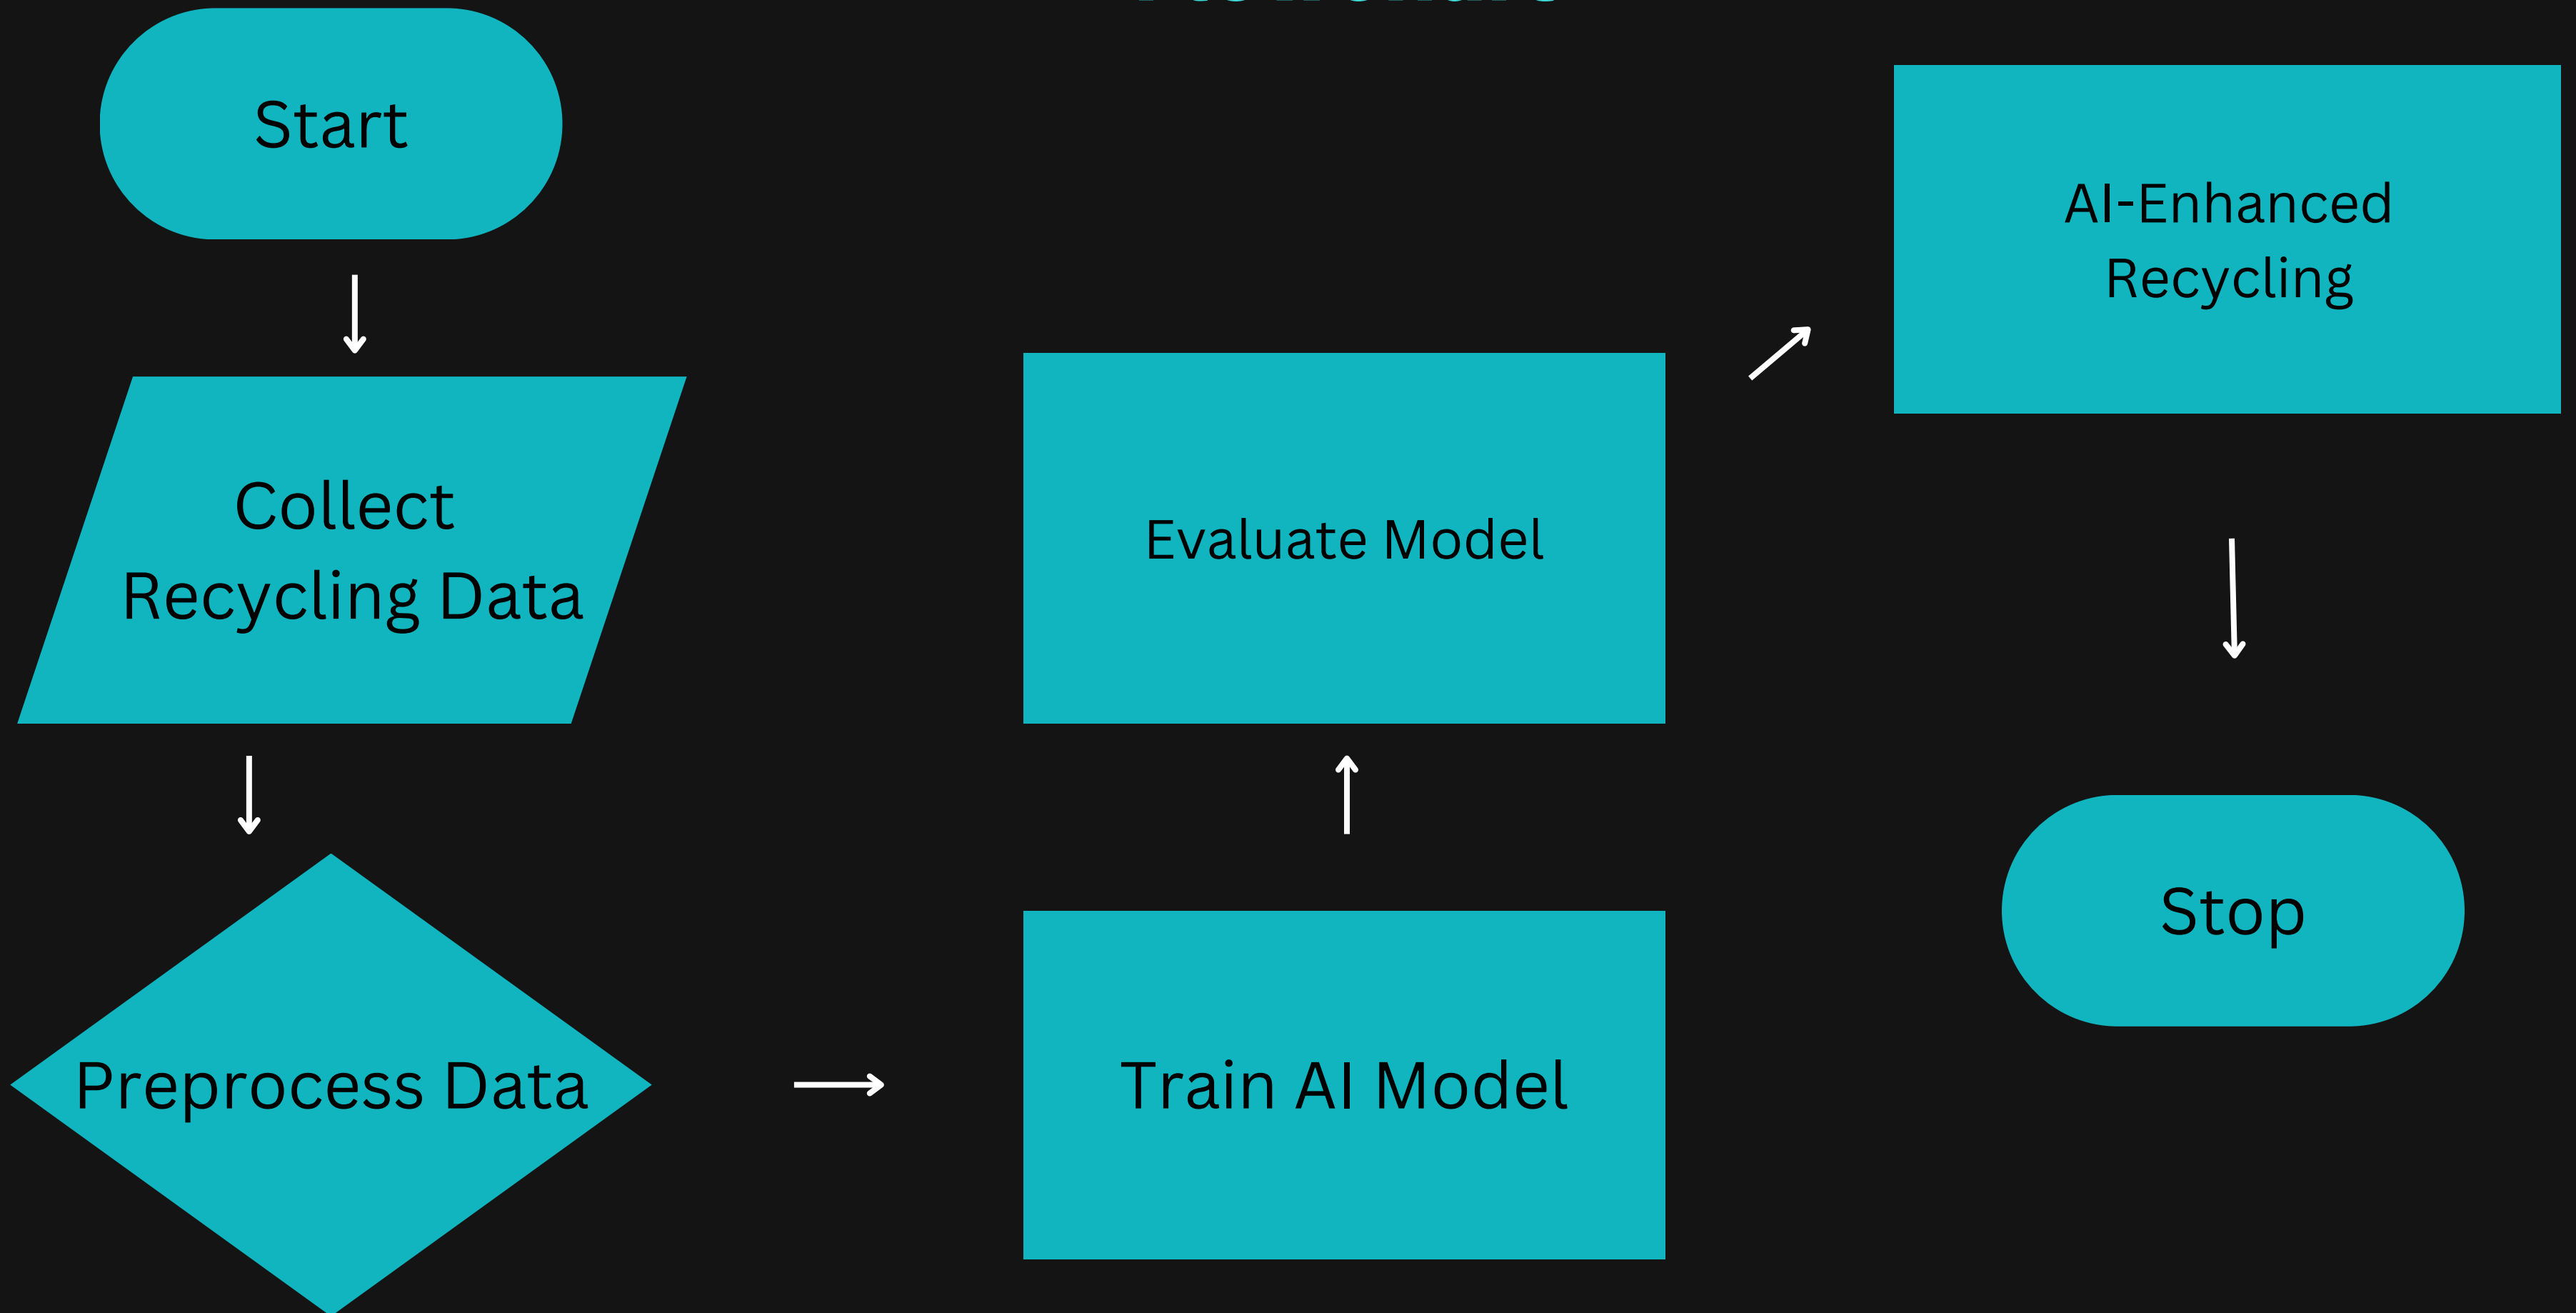 Start
Collect
Recycling Data
Preprocess Data
Train AI Model
Evaluate Model
AI-Enhanced
Recycling
Stop